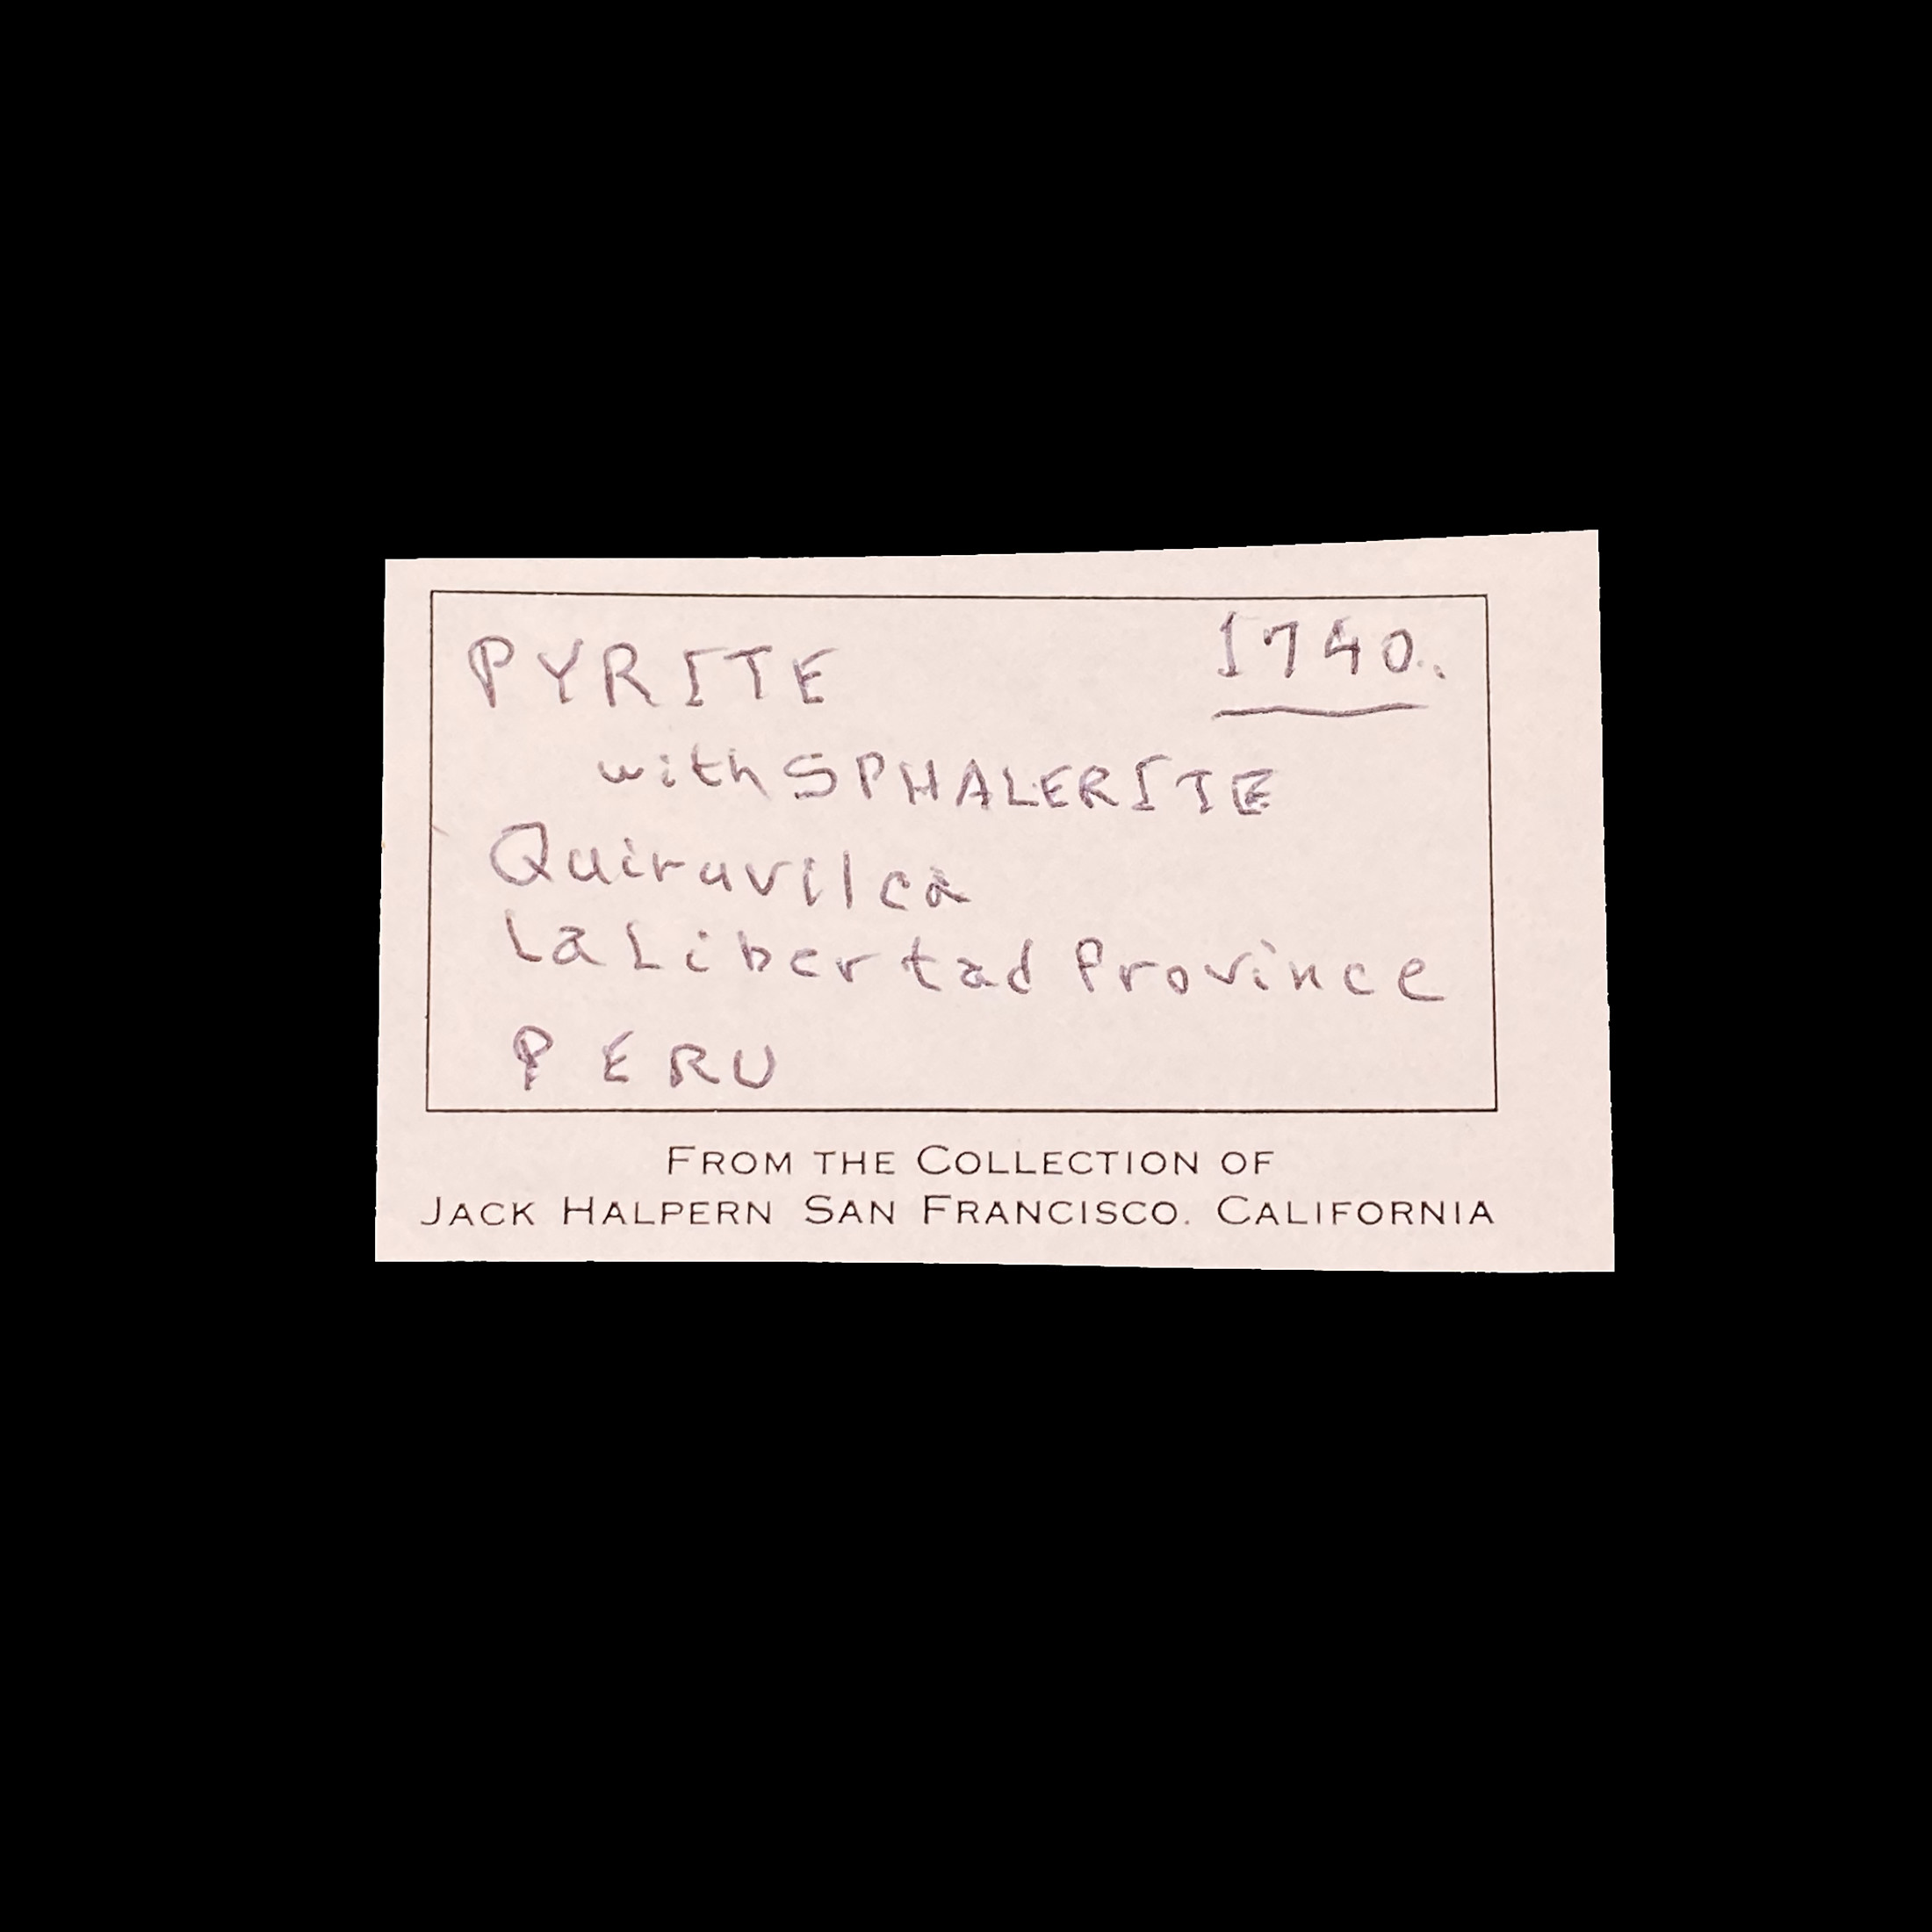 PYRITE 1740.
with SPHALERITE
Quiruvilca
La Libertad Province
PERU
FROM THE COLLECTION OF
JACK HALPERN SAN FRANCISCO. CALIFORNIA